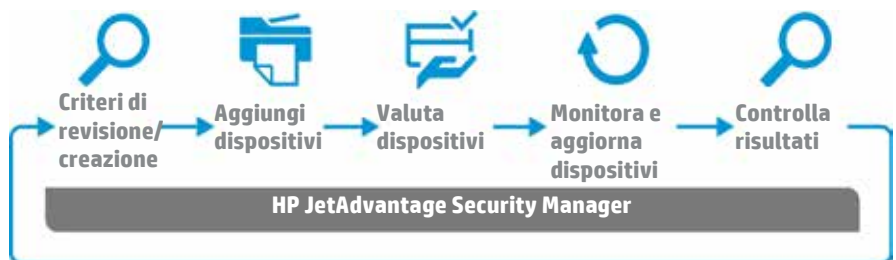 Criteri di
revisione/
creazione
Aggiungi
dispositivi
Valuta
dispositivi
Monitora e
aggiorna
dispositivi
Controlla
risultati
HP JetAdvantage Security Manager